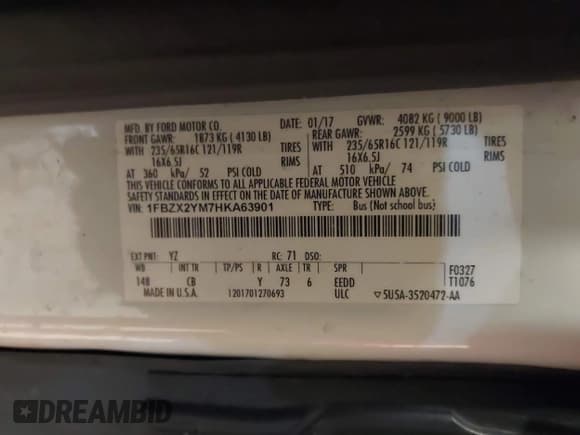 MFD. BY FORD MOTOR CO. DATE: 01/17 GVWR: 4082 KG ( 9000 LB)
FRONT GAWR: 1873 KG ( 4130 LB) REAR GAWR: 2599 KG ( 5730 LB)
WITH 235/65R16C 121/119R TIRES WITH 235/65R16C 121/119R TIRES
16X6.5J RIMS 16X6.5J RIMS
AT 360 kPa/ 52 PSI COLD AT 510 kPa/ 74 PSI COLD
THIS VEHICLE CONFORMS TO ALL APPLICABLE FEDERAL MOTOR VEHICLE
SAFETY STANDARDS IN EFFECT ON THE DATE OF MANUFACTURE SHOWN ABOVE.
VIN: 1FBZX2YM7HKA63901 TYPE: Bus (Not school bus)
EXT PNT: YZ RC: 71 DSO:
WB INT TR TP/PS R AXLE TR SPR F0327
148 CB Y 73 6 EEDD T1076
MADE IN U.S.A. 1201701270693 ULC 5USA-3520472-AA
DREAMBID